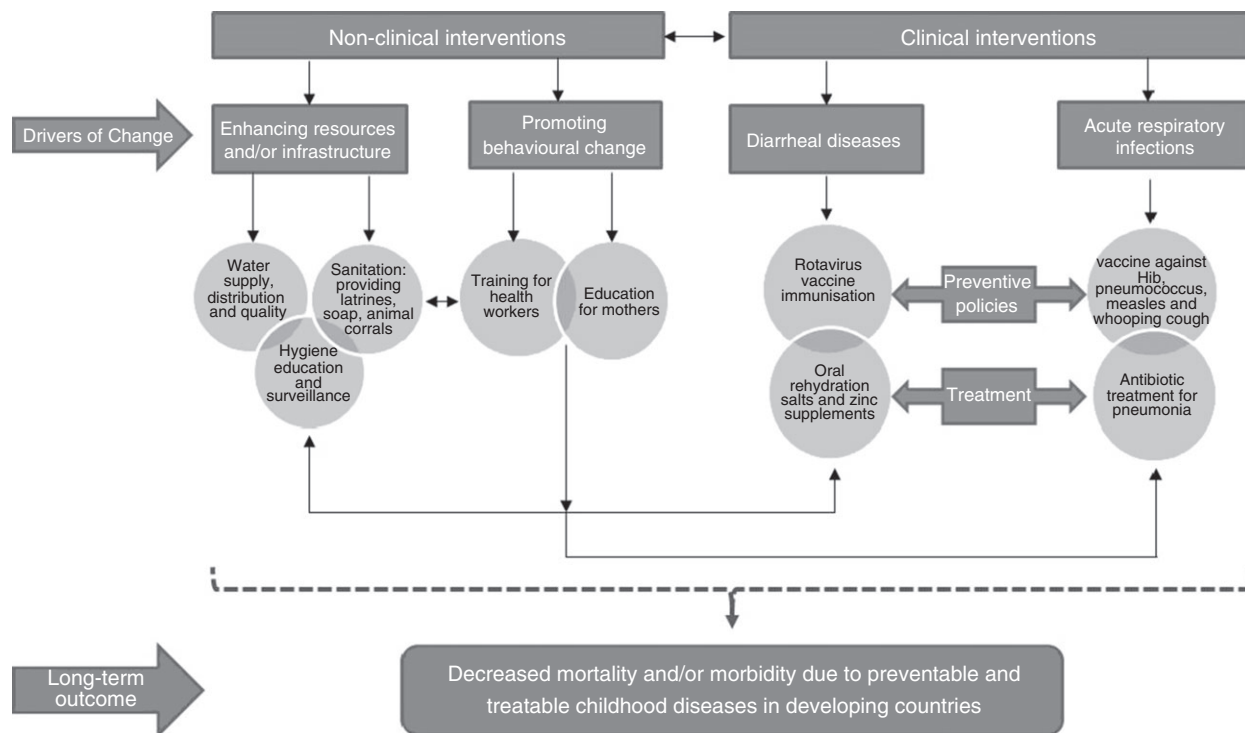 Non-clinical interventions
Clinical interventions
Drivers of Change
Enhancing resources
and/or infrastructure
Promoting
behavioural change
Diarrheal diseases
Acute respiratory
infections
Water
supply,
distribution
and quality
Sanitation:
providing
latrines,
soap, animal
corrals
Hygiene
education
and
surveillance
Training for
health
workers
Education
for mothers
Rotavirus
vaccine
immunisation
Preventive
policies
vaccine against
Hib,
pneumococcus,
measles and
whooping cough
Oral
rehydration
salts and zinc
supplements
Treatment
Antibiotic
treatment for
pneumonia
Long-term
outcome
Decreased mortality and/or morbidity due to preventable and
treatable childhood diseases in developing countries